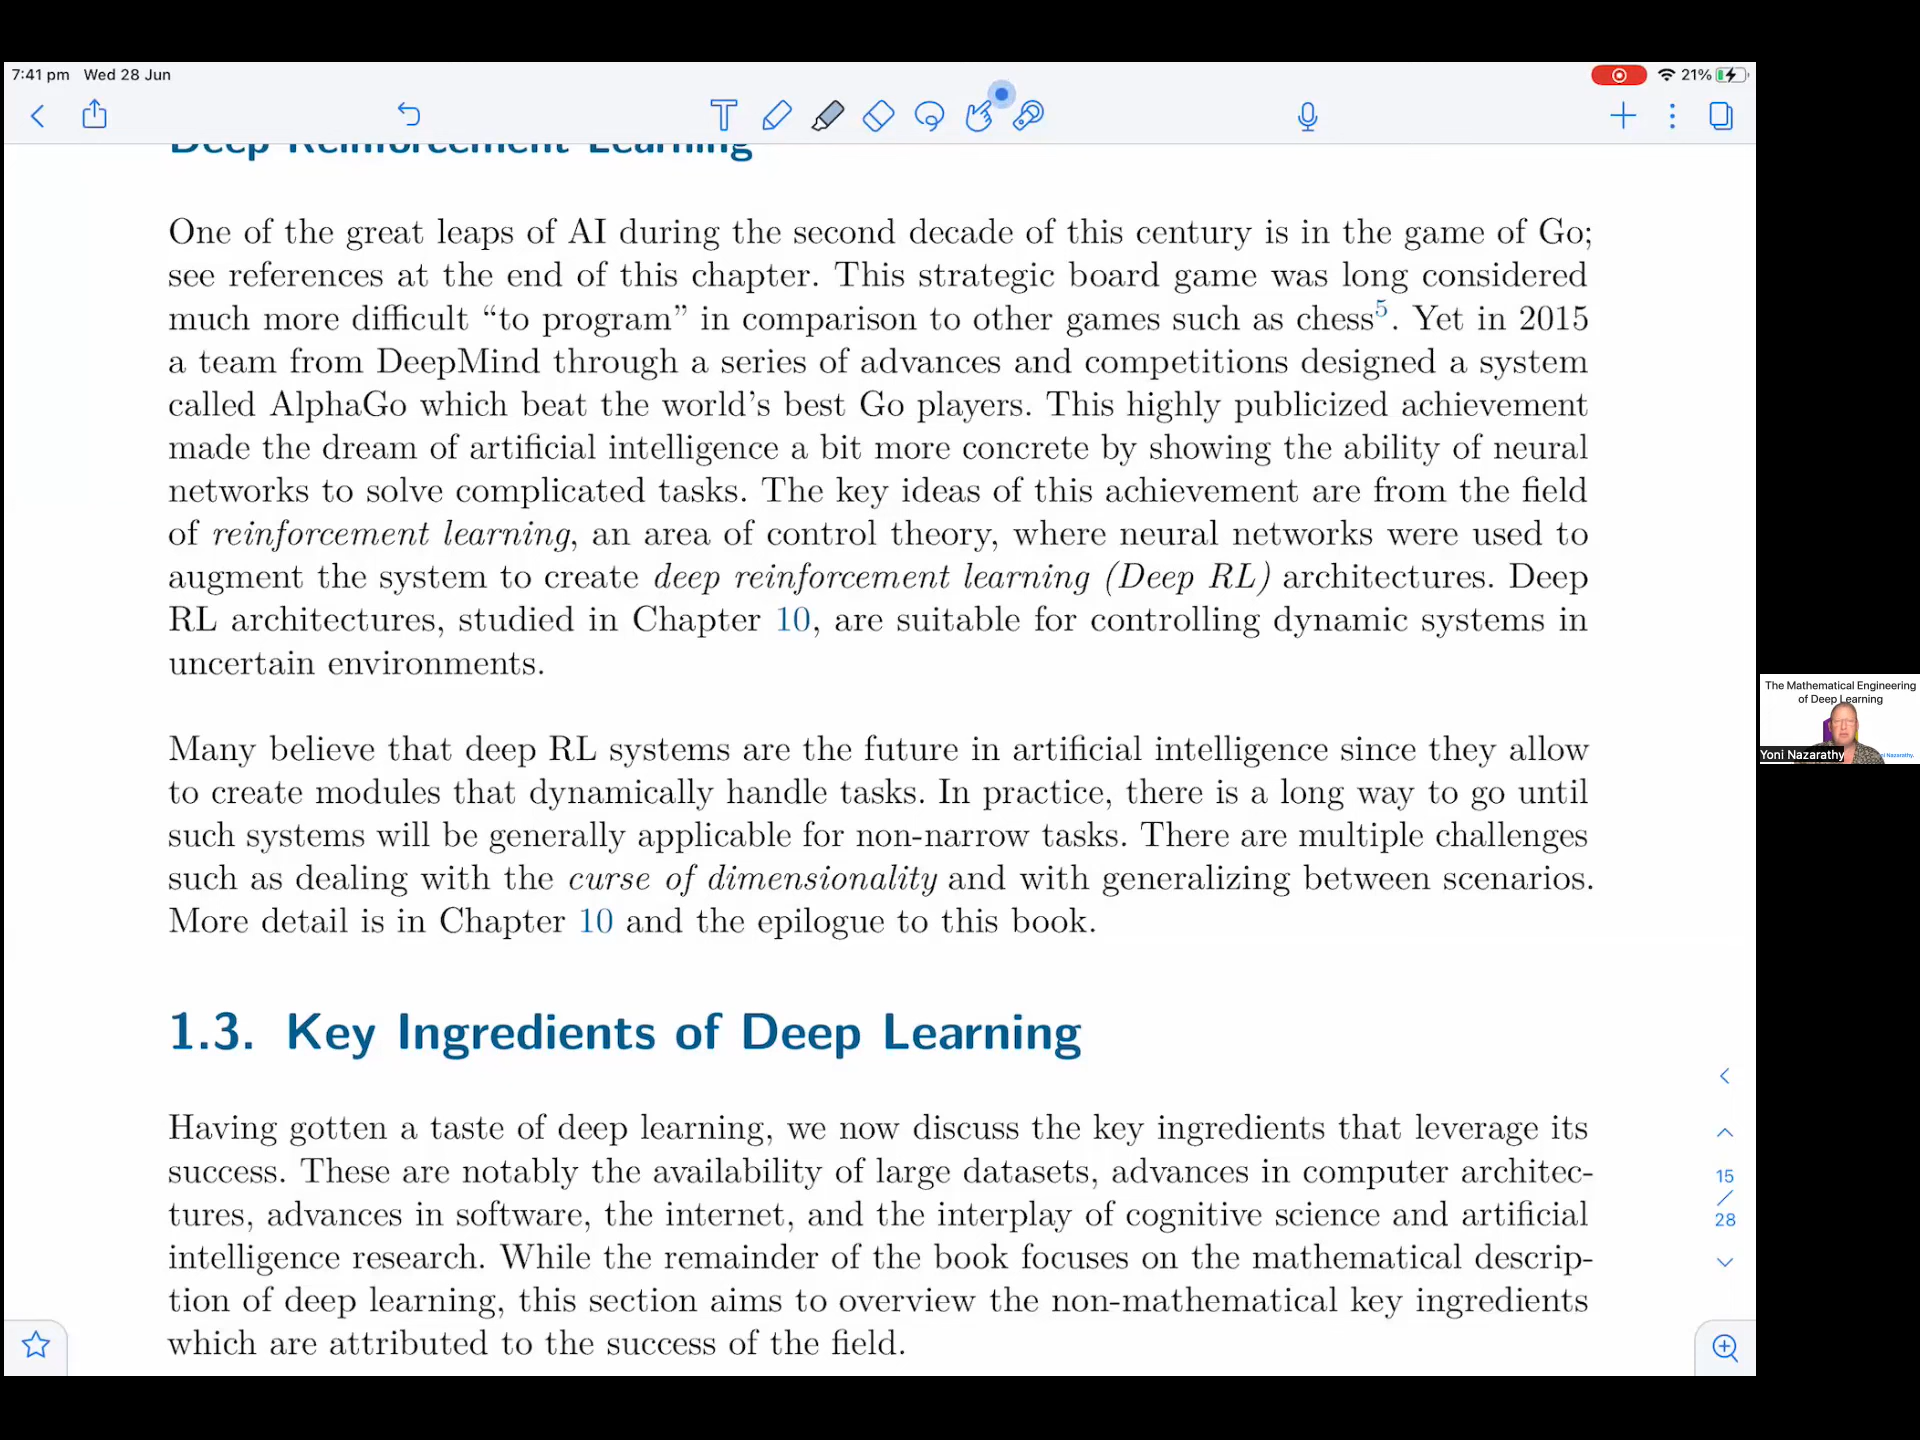 7:41 pm Wed 28 Jun
21%
Deep Reinforcement Learning
One of the great leaps of AI during the second decade of this century is in the game of Go;
see references at the end of this chapter. This strategic board game was long considered
much more difficult “to program” in comparison to other games such as chess5. Yet in 2015
a team from DeepMind through a series of advances and competitions designed a system
called AlphaGo which beat the world’s best Go players. This highly publicized achievement
made the dream of artificial intelligence a bit more concrete by showing the ability of neural
networks to solve complicated tasks. The key ideas of this achievement are from the field
of reinforcement learning, an area of control theory, where neural networks were used to
augment the system to create deep reinforcement learning (Deep RL) architectures. Deep
RL architectures, studied in Chapter 10, are suitable for controlling dynamic systems in
uncertain environments.
Many believe that deep RL systems are the future in artificial intelligence since they allow
to create modules that dynamically handle tasks. In practice, there is a long way to go until
such systems will be generally applicable for non-narrow tasks. There are multiple challenges
such as dealing with the curse of dimensionality and with generalizing between scenarios.
More detail is in Chapter 10 and the epilogue to this book.
1.3. Key Ingredients of Deep Learning
Having gotten a taste of deep learning, we now discuss the key ingredients that leverage its
success. These are notably the availability of large datasets, advances in computer architec-
tures, advances in software, the internet, and the interplay of cognitive science and artificial
intelligence research. While the remainder of the book focuses on the mathematical descrip-
tion of deep learning, this section aims to overview the non-mathematical key ingredients
which are attributed to the success of the field.
15
/
28
The Mathematical Engineering
of Deep Learning
Yoni Nazarathy
Nazarathy.